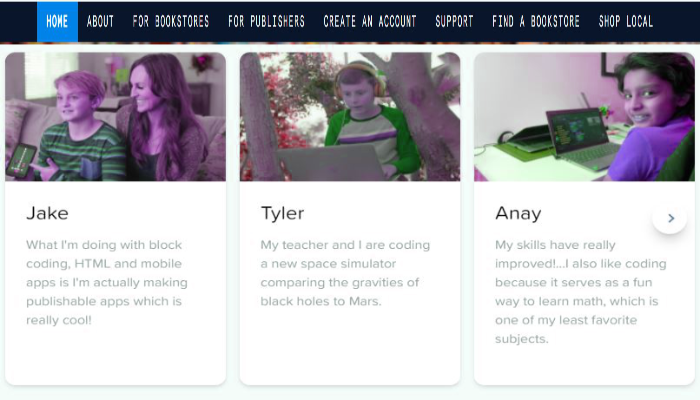 HOME ABOUT FOR BOOKSTORES FOR PUBLISHERS CREATE AN ACCOUNT SUPPORT FIND A BOOKSTORE SHOP LOCAL
Jake
What I'm doing with block
coding, HTML and mobile
apps is I'm actually making
publishable apps which is
really cool!
Tyler
My teacher and I are coding
a new space simulator
comparing the gravities of
black holes to Mars.
Anay
My skills have really
improved!...I also like coding
because it serves as a fun
way to learn math, which is
one of my least favorite
subjects.